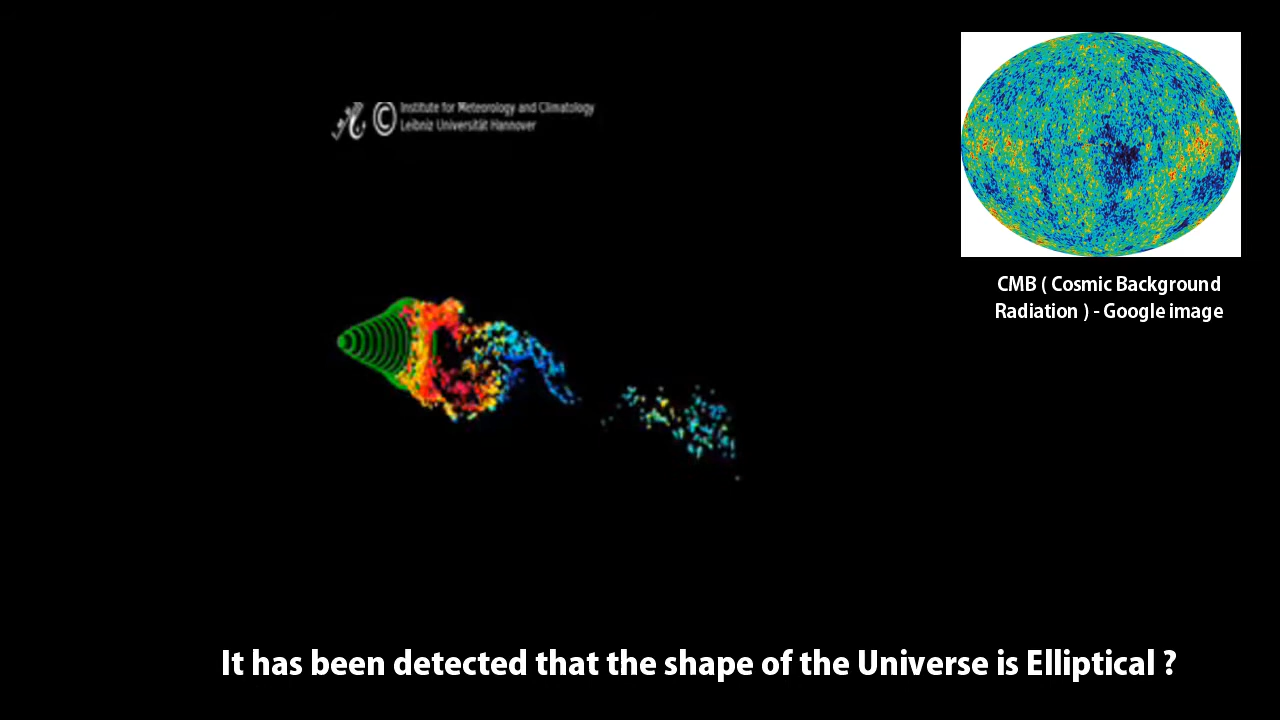 © Institute for Meteorology and Climatology
Leibniz Universität Hannover
CMB ( Cosmic Background
Radiation ) - Google image
It has been detected that the shape of the Universe is Elliptical ?